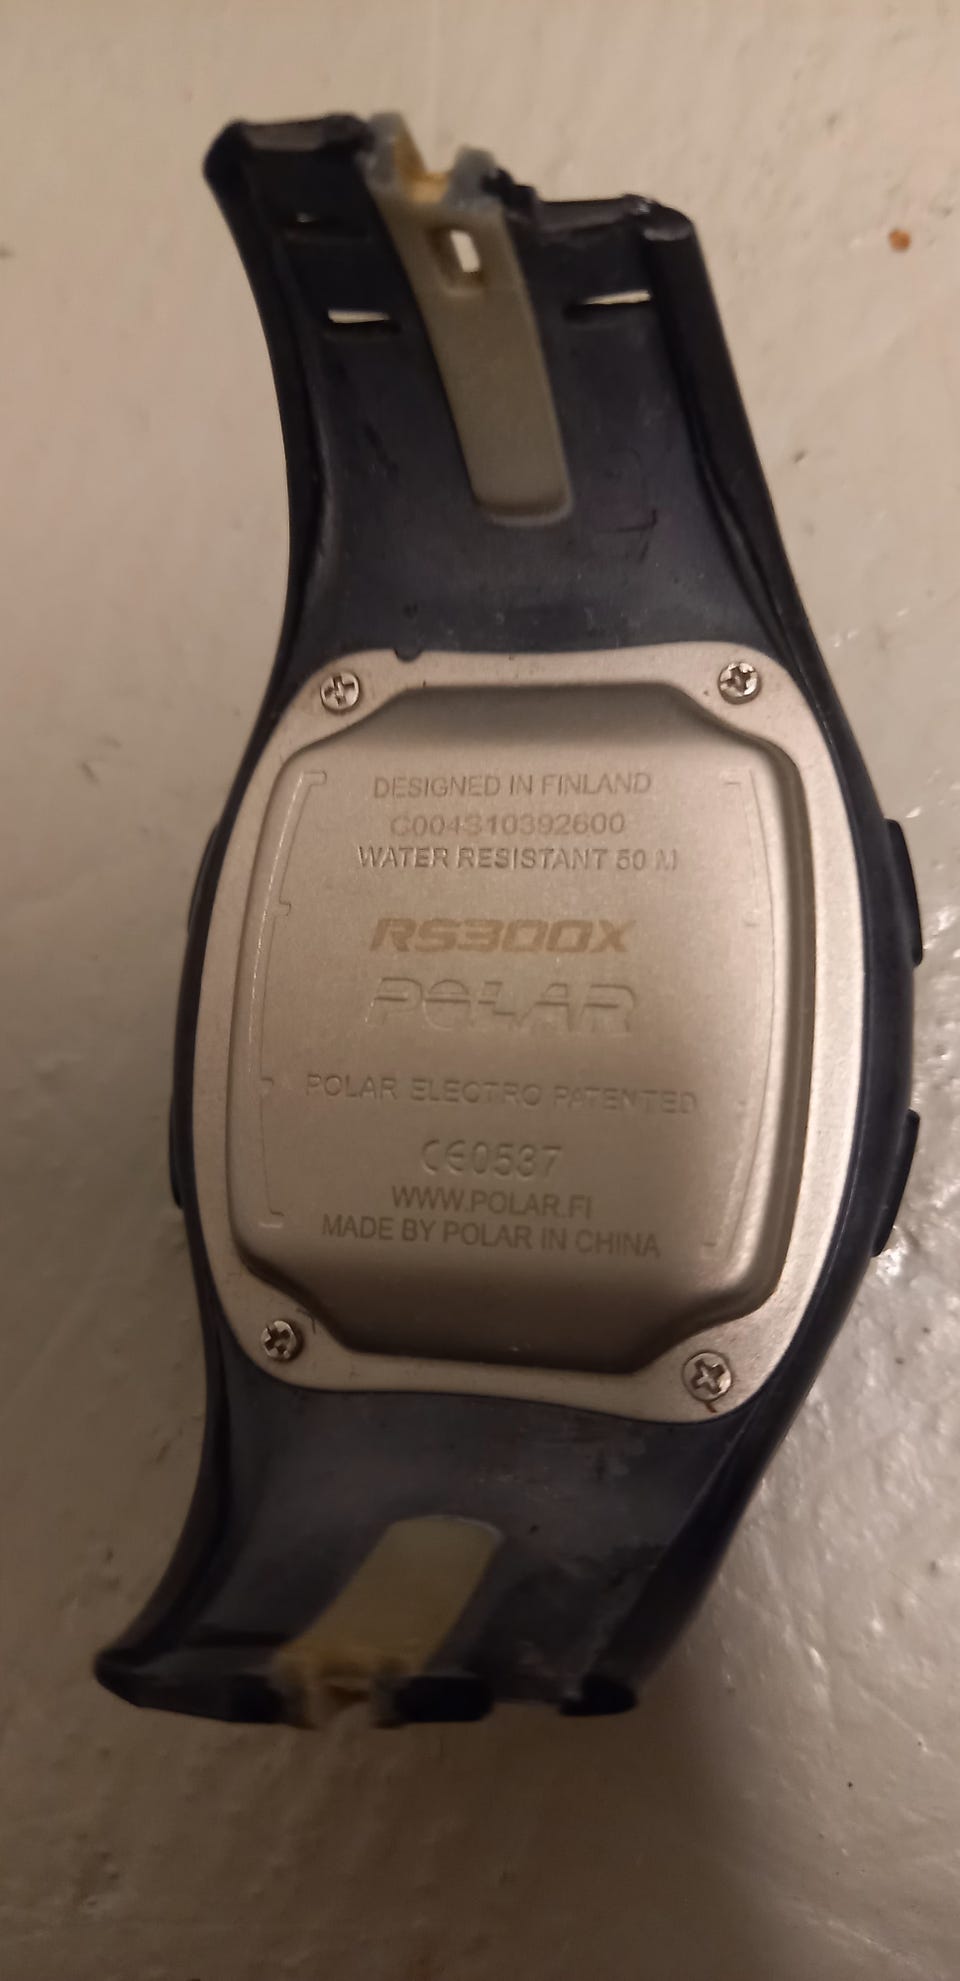 DESIGNED IN FINLAND
C004S10392600
WATER RESISTANT 50 M
RS300X
POLAR
POLAR ELECTRO PATENTED
CE0537
WWW.POLAR.FI
MADE BY POLAR IN CHINA